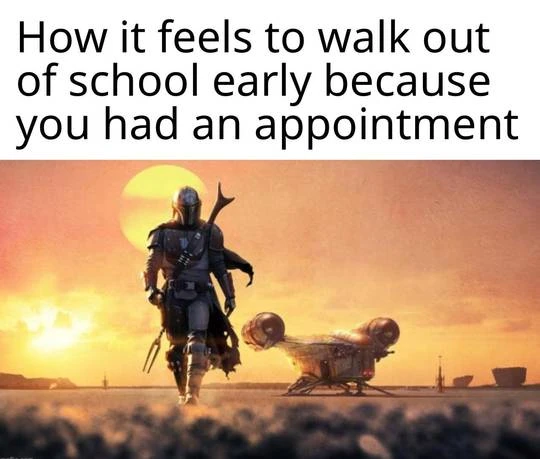 How it feels to walk out
of school early because
you had an appointment